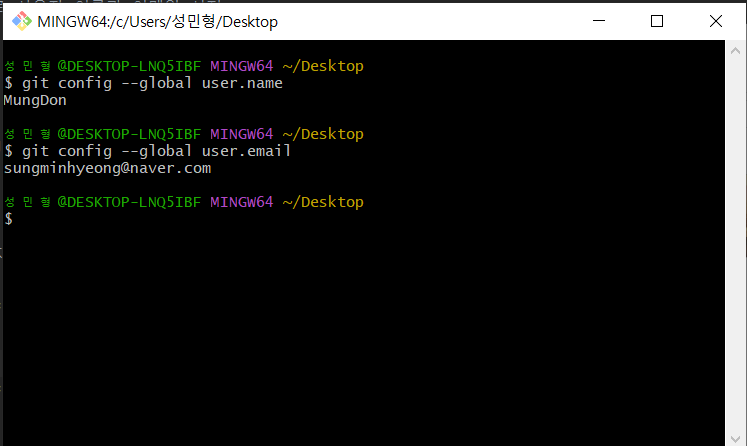 MINGW64:/c/Users/성민형/Desktop
성민형@DESKTOP-LNQ5IBF MINGW64 ~/Desktop
$ git config --global user.name
MungDon
성민형@DESKTOP-LNQ5IBF MINGW64 ~/Desktop
$ git config --global user.email
sungminhyeong@naver.com
성민형@DESKTOP-LNQ5IBF MINGW64 ~/Desktop
$